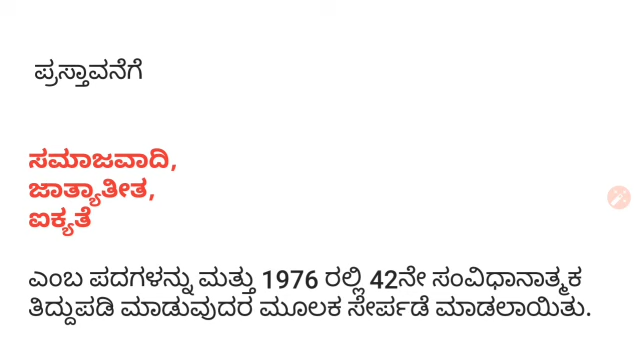 ಪ್ರಸ್ತಾವನೆಗೆ
ಸಮಾಜವಾದಿ,
ಜಾತ್ಯಾತೀತ,
ಐಕ್ಯತೆ
ಎಂಬ ಪದಗಳನ್ನು ಮತ್ತು 1976 ರಲ್ಲಿ 42ನೇ ಸಂವಿಧಾನಾತ್ಮಕ
ತಿದ್ದುಪಡಿ ಮಾಡುವುದರ ಮೂಲಕ ಸೇರ್ಪಡೆ ಮಾಡಲಾಯಿತು.